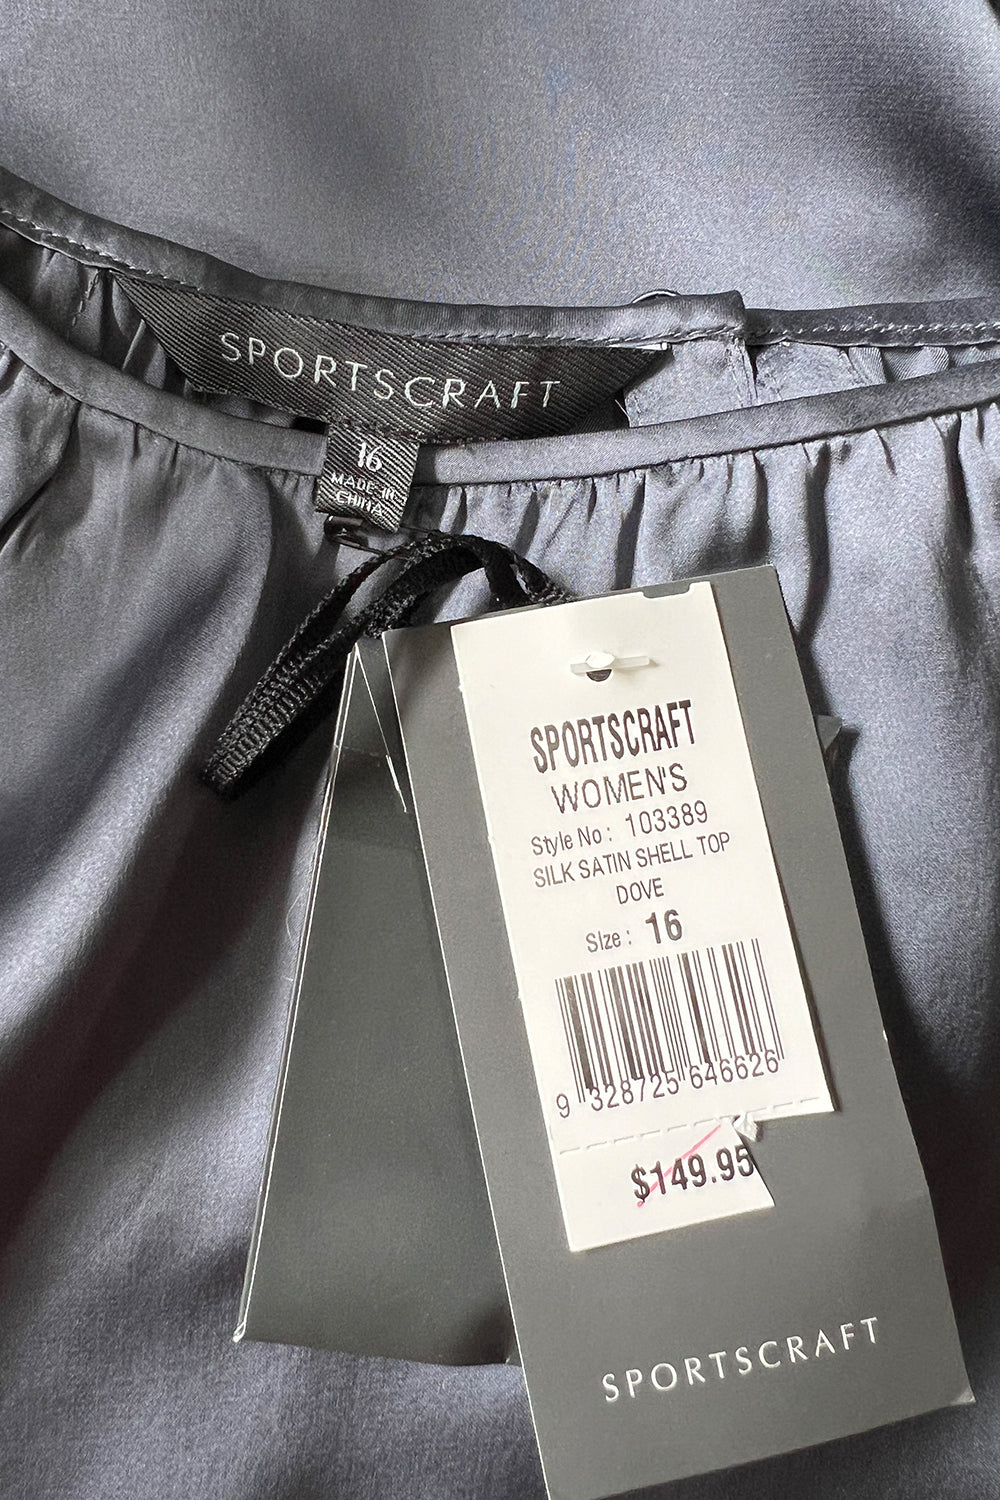 SPORTSCRAFT
16
MADE IN
CHINA
SPORTSCRAFT
WOMEN'S
Style No : 103389
SILK SATIN SHELL TOP
DOVE
Size : 16
9 328725 646626
$149.95
SPORTSCRAFT